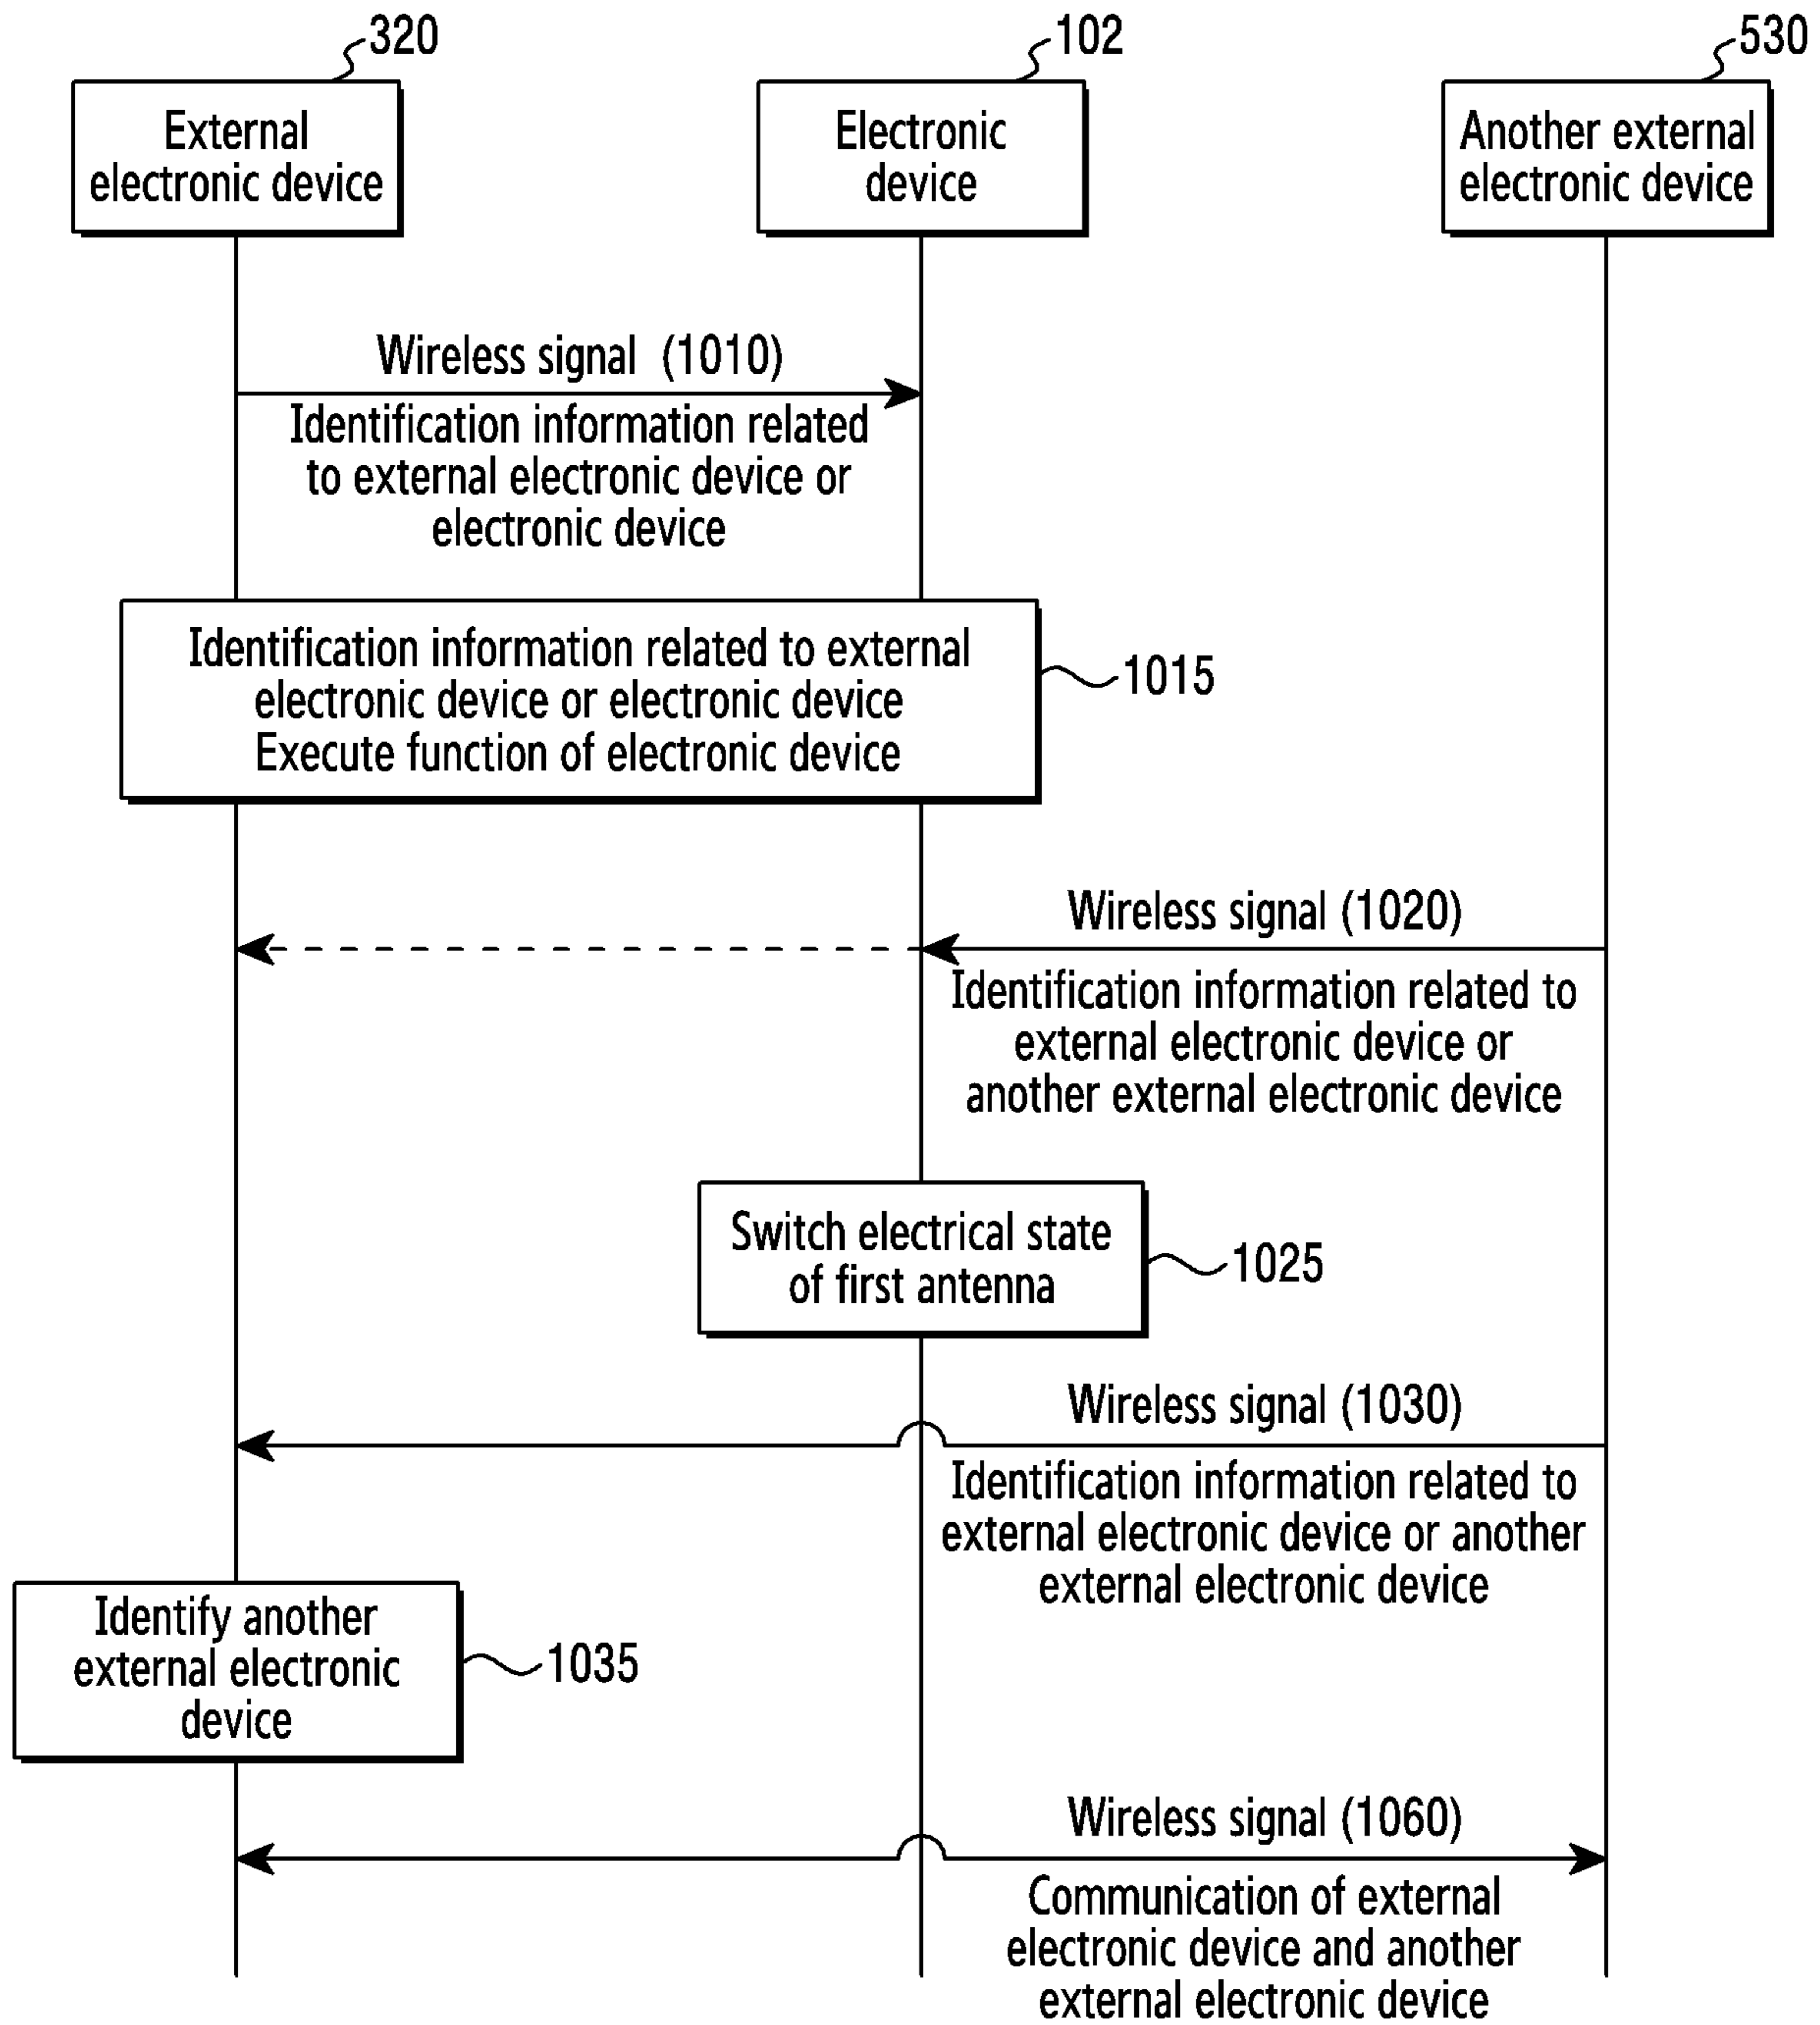 320
102
530
External
electronic device
Electronic
device
Another external
electronic device
Wireless signal (1010)
Identification information related
to external electronic device or
electronic device
Identification information related to external
electronic device or electronic device
Execute function of electronic device
1015
Wireless signal (1020)
Identification information related to
external electronic device or
another external electronic device
Switch electrical state
of first antenna
1025
Wireless signal (1030)
Identification information related to
external electronic device or another
external electronic device
Identify another
external electronic
device
1035
Wireless signal (1060)
Communication of external
electronic device and another
external electronic device